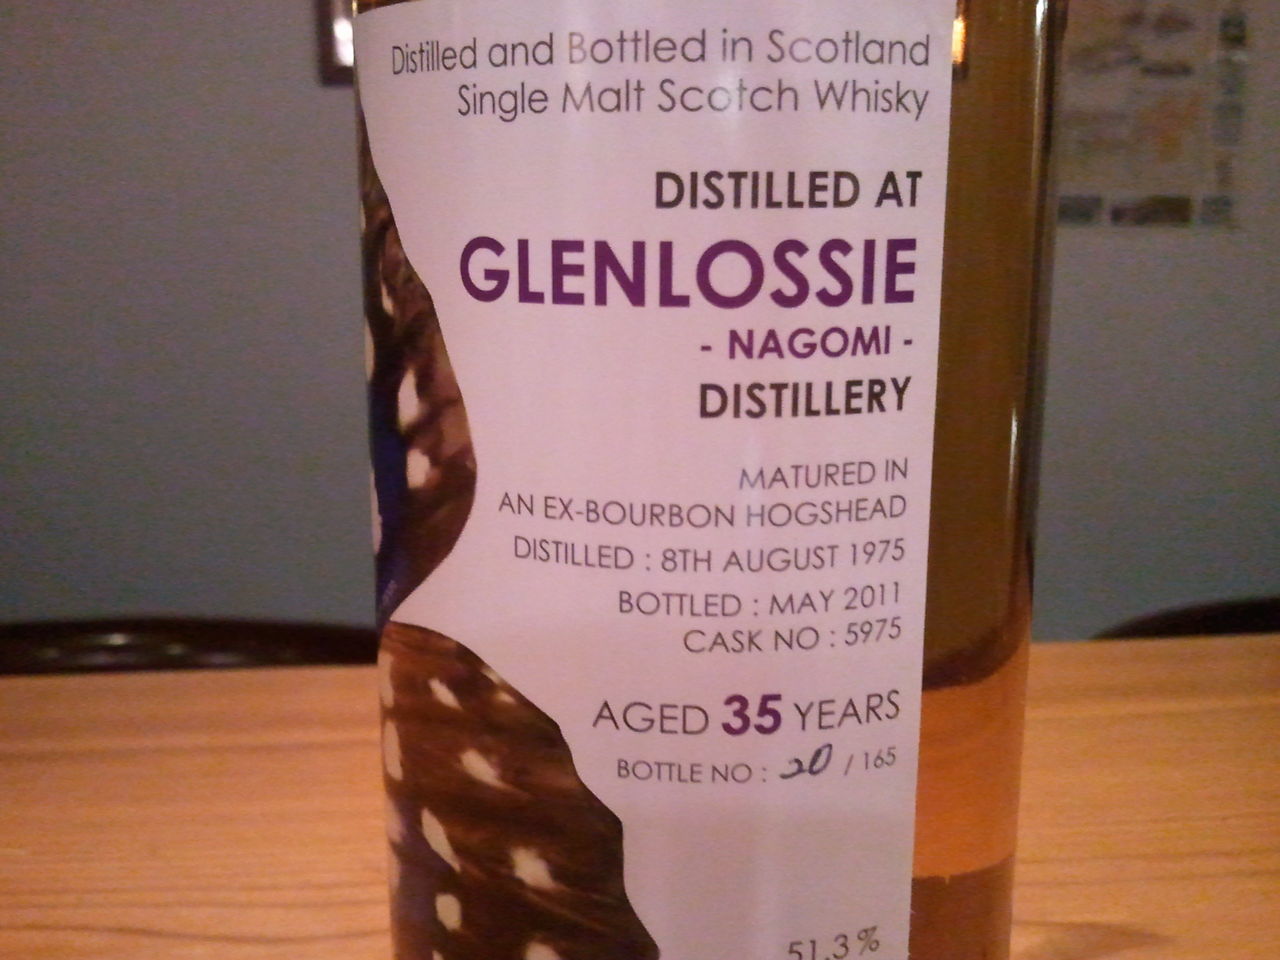 Distilled and Bottled in Scotland
Single Malt Scotch Whisky
DISTILLED AT
GLENLOSSIE
- NAGOMI -
DISTILLERY
MATURED IN
AN EX-BOURBON HOGSHEAD
DISTILLED : 8TH AUGUST 1975
BOTTLED : MAY 2011
CASK NO : 5975
AGED 35 YEARS
BOTTLE NO : 20 / 165
51.3%